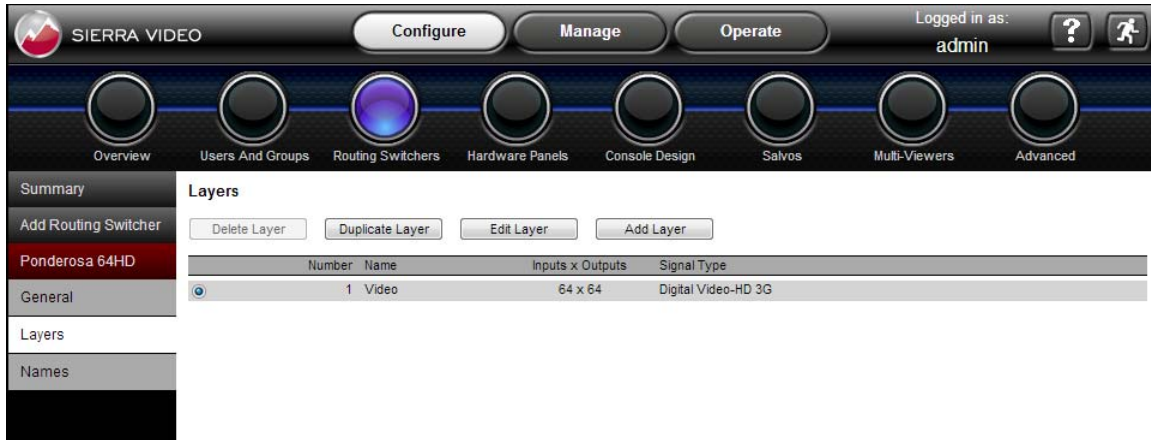 SIERRA VIDEO
Configure
Manage
Operate
Logged in as:
admin
?
Overview
Users And Groups
Routing Switchers
Hardware Panels
Console Design
Salvos
Multi-Viewers
Advanced
Summary
Add Routing Switcher
Ponderosa 64HD
General
Layers
Names
Layers
Delete Layer
Duplicate Layer
Edit Layer
Add Layer
Number Name Inputs x Outputs Signal Type
1 Video 64 x 64 Digital Video-HD 3G